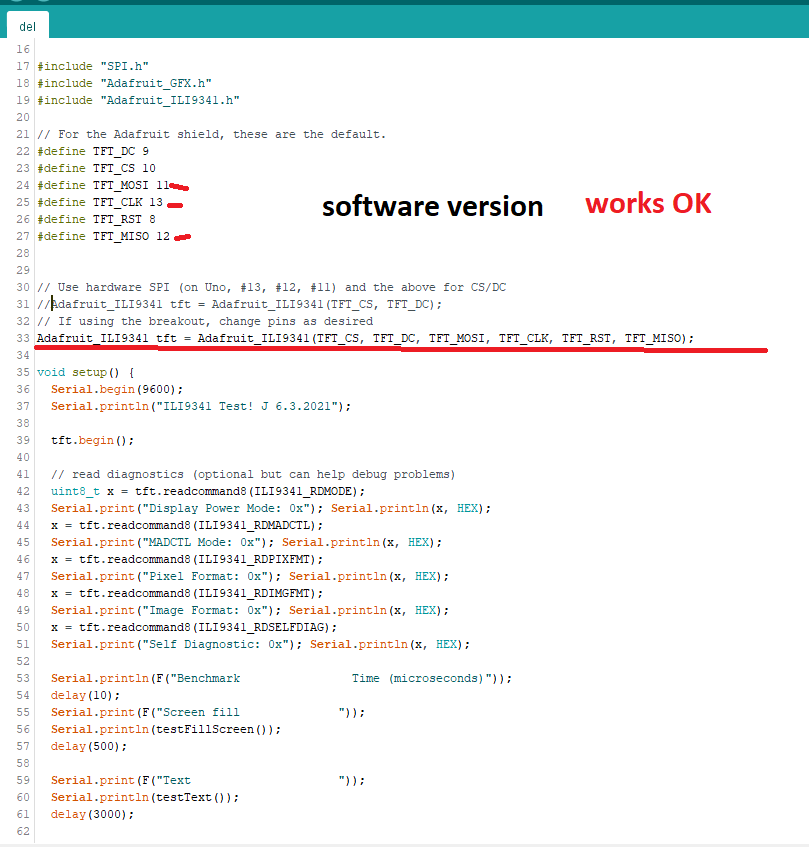 del
16
17 #include "SPI.h"
18 #include "Adafruit_GFX.h"
19 #include "Adafruit_ILI9341.h"
20
21 // For the Adafruit shield, these are the default.
22 #define TFT_DC 9
23 #define TFT_CS 10
24 #define TFT_MOSI 11
25 #define TFT_CLK 13
software version works OK
26 #define TFT_RST 8
27 #define TFT_MISO 12
28
29
30 // Use hardware SPI (on Uno, #13, #12, #11) and the above for CS/DC
31 //Adafruit_ILI9341 tft = Adafruit_ILI9341(TFT_CS, TFT_DC);
32 // If using the breakout, change pins as desired
33 Adafruit_ILI9341 tft = Adafruit_ILI9341(TFT_CS, TFT_DC, TFT_MOSI, TFT_CLK, TFT_RST, TFT_MISO);
34
35 void setup() {
36   Serial.begin(9600);
37   Serial.println("ILI9341 Test! J 6.3.2021");
38
39   tft.begin();
40
41   // read diagnostics (optional but can help debug problems)
42   uint8_t x = tft.readcommand8(ILI9341_RDMODE);
43   Serial.print("Display Power Mode: 0x"); Serial.println(x, HEX);
44   x = tft.readcommand8(ILI9341_RDMADCTL);
45   Serial.print("MADCTL Mode: 0x"); Serial.println(x, HEX);
46   x = tft.readcommand8(ILI9341_RDPIXFMT);
47   Serial.print("Pixel Format: 0x"); Serial.println(x, HEX);
48   x = tft.readcommand8(ILI9341_RDIMGFMT);
49   Serial.print("Image Format: 0x"); Serial.println(x, HEX);
50   x = tft.readcommand8(ILI9341_RDSELFDIAG);
51   Serial.print("Self Diagnostic: 0x"); Serial.println(x, HEX);
52
53   Serial.println(F("Benchmark                Time (microseconds)"));
54   delay(10);
55   Serial.print(F("Screen fill              "));
56   Serial.println(testFillScreen());
57   delay(500);
58
59   Serial.print(F("Text                     "));
60   Serial.println(testText());
61   delay(3000);
62